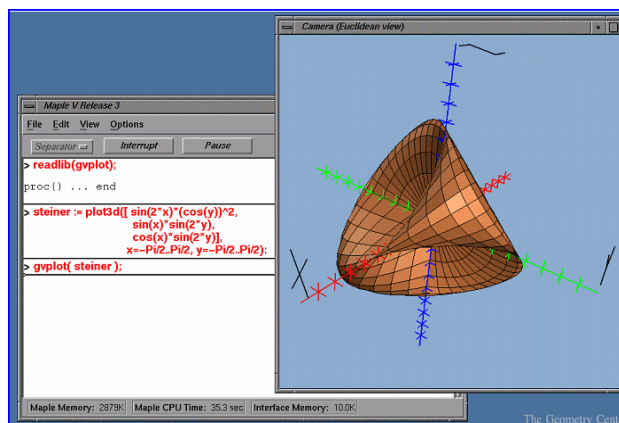 Camera (Euclidean view)
Maple V Release 3
File Edit View Options
Separator Interrupt Pause
> readlib(gvplot);
proc() ... end
> steiner := plot3d([ sin(2*x)*(cos(y))^2,
sin(x)*sin(2*y),
cos(x)*sin(2*y)],
x=-Pi/2..Pi/2, y=-Pi/2..Pi/2):
> gvplot( steiner );
Maple Memory: 2879K Maple CPU Time: 35.3 sec Interface Memory: 10.0K
The Geometry Cent